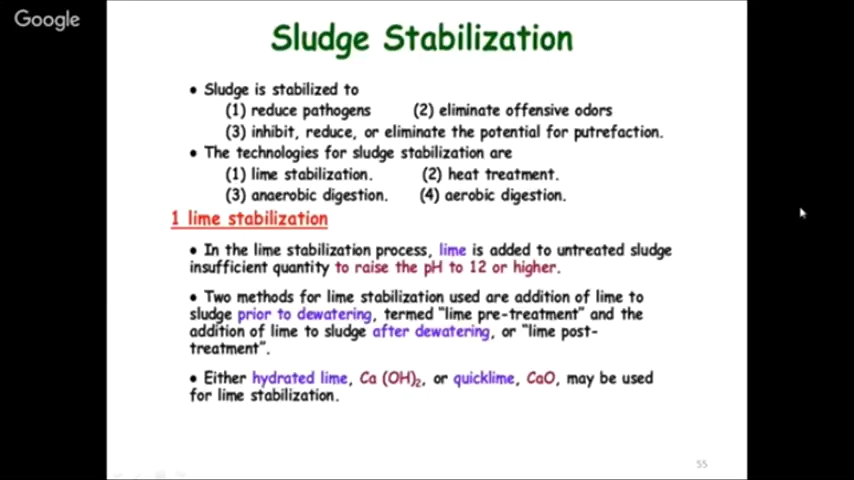 Google
Sludge Stabilization
• Sludge is stabilized to
(1) reduce pathogens (2) eliminate offensive odors
(3) inhibit, reduce, or eliminate the potential for putrefaction.
• The technologies for sludge stabilization are
(1) lime stabilization. (2) heat treatment.
(3) anaerobic digestion. (4) aerobic digestion.
1 lime stabilization
• In the lime stabilization process, lime is added to untreated sludge
insufficient quantity to raise the pH to 12 or higher.
• Two methods for lime stabilization used are addition of lime to
sludge prior to dewatering, termed “lime pre-treatment” and the
addition of lime to sludge after dewatering, or “lime post-
treatment”.
• Either hydrated lime, Ca (OH)₂, or quicklime, CaO, may be used
for lime stabilization.
55